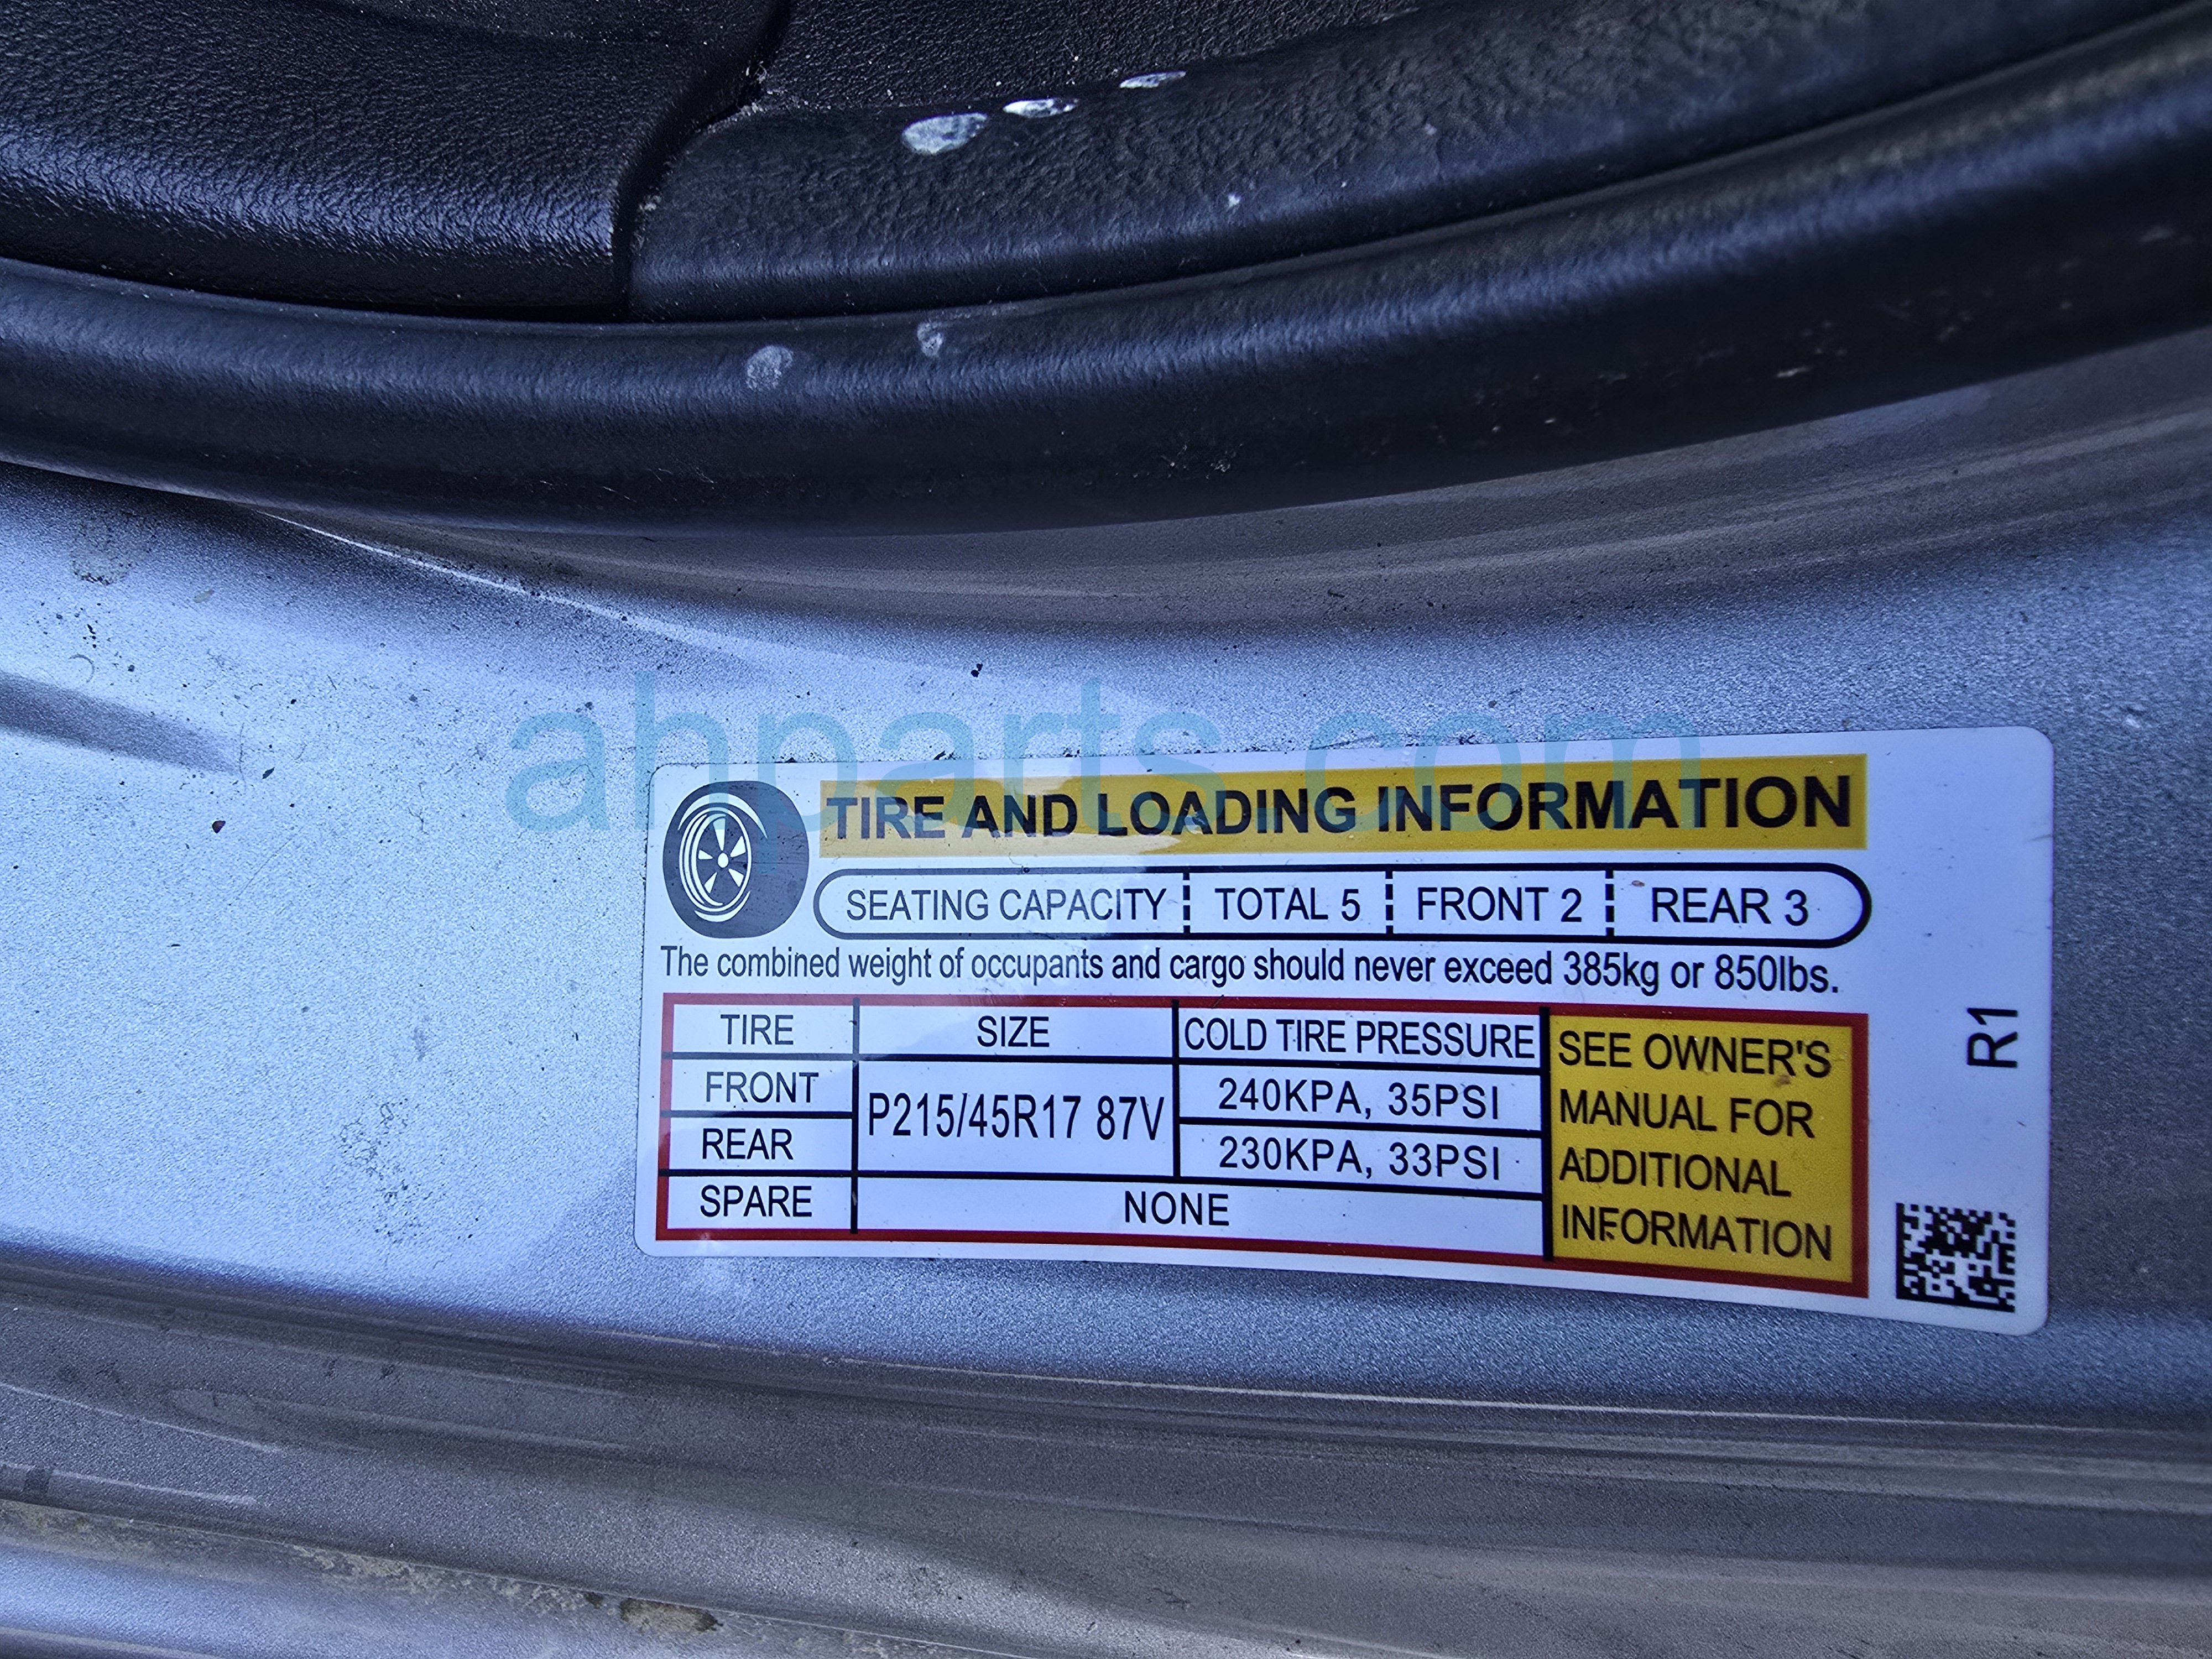 ahparts.com
TIRE AND LOADING INFORMATION
SEATING CAPACITY TOTAL 5 FRONT 2 REAR 3
The combined weight of occupants and cargo should never exceed 385kg or 850lbs.
TIRE SIZE COLD TIRE PRESSURE
FRONT P215/45R17 87V 240KPA, 35PSI
REAR 230KPA, 33PSI
SPARE NONE
SEE OWNER'S
MANUAL FOR
ADDITIONAL
INFORMATION
R1